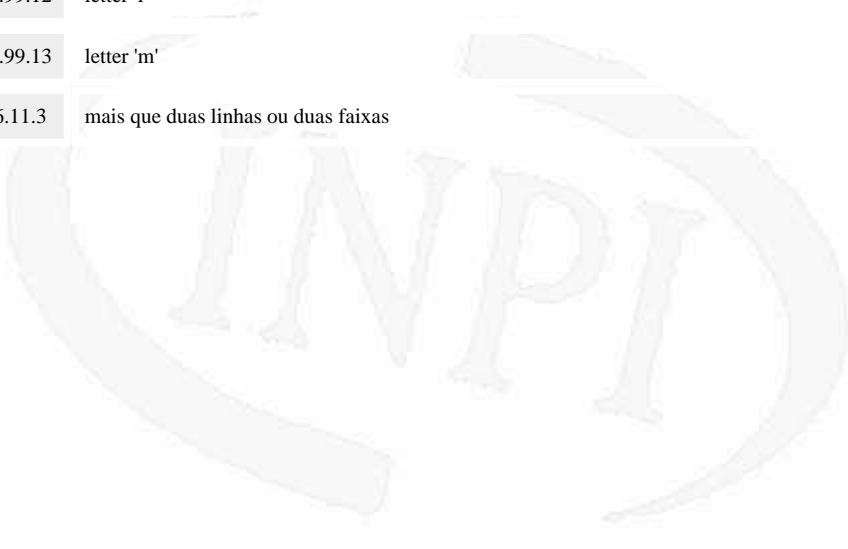 .99.13 letter 'm'
.11.3 mais que duas linhas ou duas faixas
INPI